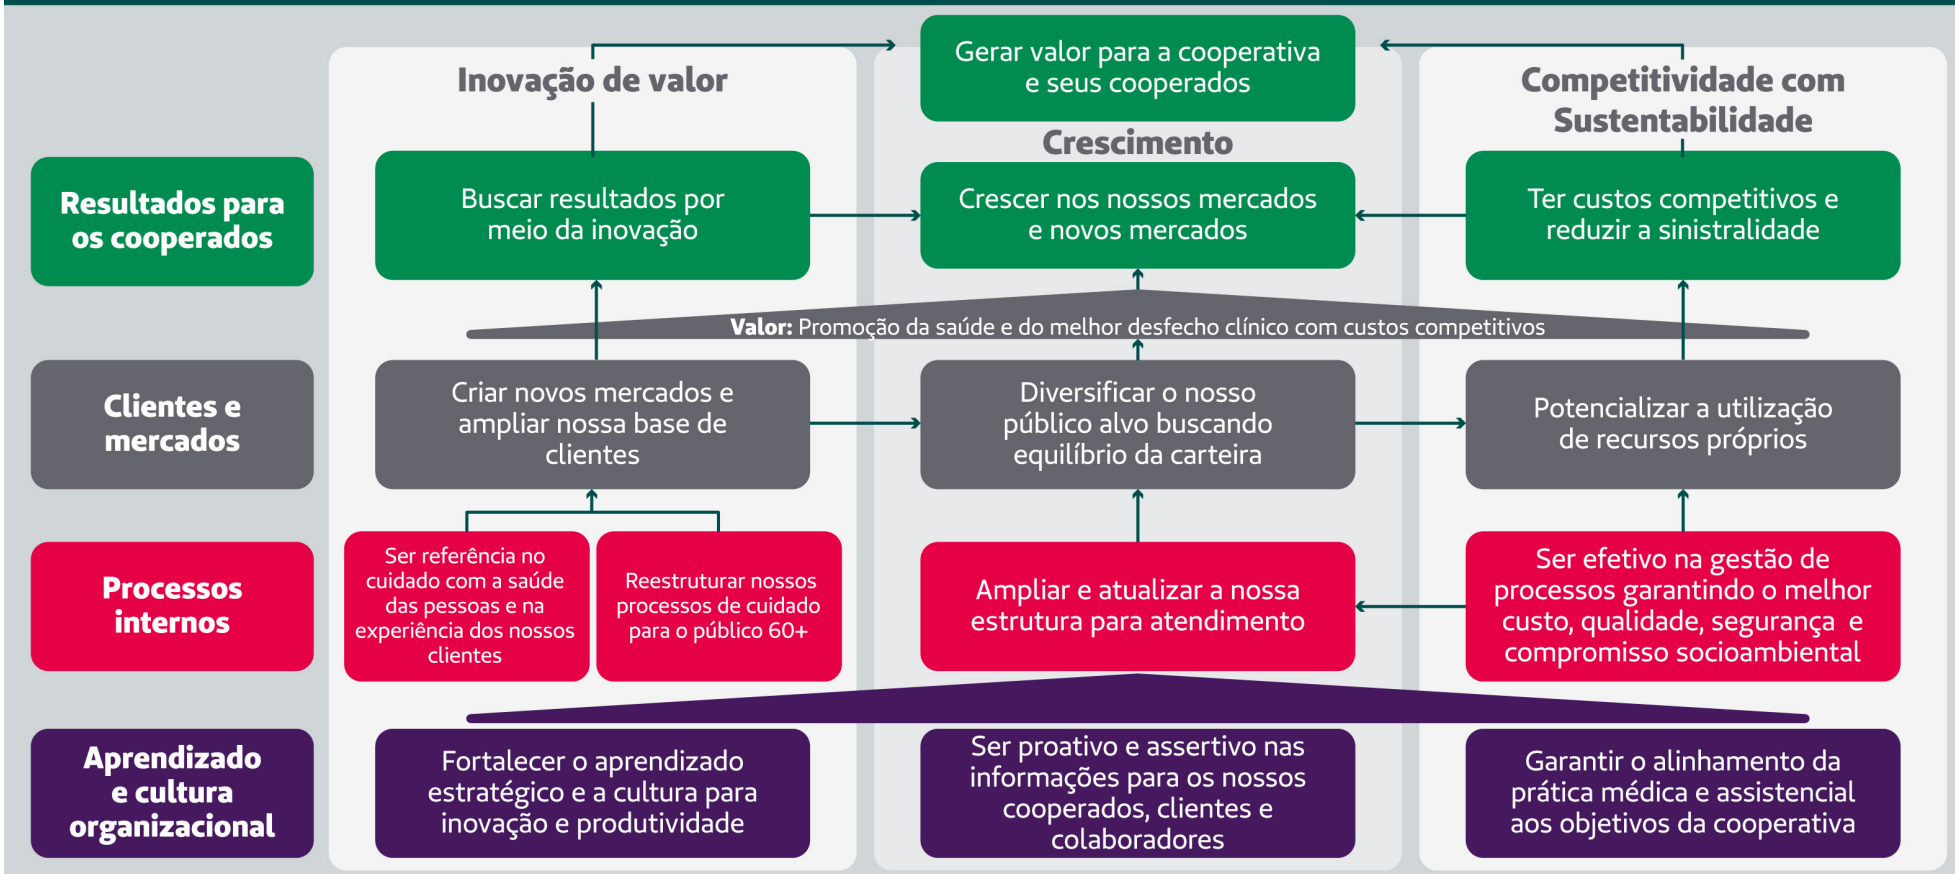 Gerar valor para a cooperativa
e seus cooperados
Inovação de valor
Crescimento
Competitividade com
Sustentabilidade
Resultados para
os cooperados
Buscar resultados por
meio da inovação
Crescer nos nossos mercados
e novos mercados
Ter custos competitivos e
reduzir a sinistralidade
Valor: Promoção da saúde e do melhor desfecho clínico com custos competitivos
Clientes e
mercados
Criar novos mercados e
ampliar nossa base de
clientes
Diversificar o nosso
público alvo buscando
equilíbrio da carteira
Potencializar a utilização
de recursos próprios
Processos
internos
Ser referência no
cuidado com a saúde
das pessoas e na
experiência dos nossos
clientes
Reestruturar nossos
processos de cuidado
para o público 60+
Ampliar e atualizar a nossa
estrutura para atendimento
Ser efetivo na gestão de
processos garantindo o melhor
custo, qualidade, segurança e
compromisso socioambiental
Aprendizado
e cultura
organizacional
Fortalecer o aprendizado
estratégico e a cultura para
inovação e produtividade
Ser proativo e assertivo nas
informações para os nossos
cooperados, clientes e
colaboradores
Garantir o alinhamento da
prática médica e assistencial
aos objetivos da cooperativa